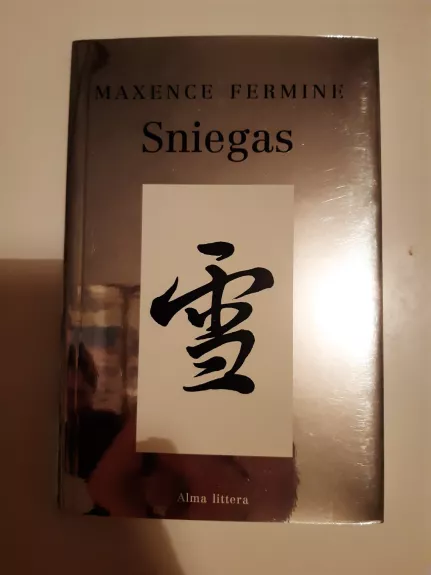 MAXENCE FERMINE
Sniegas
雪
Alma littera